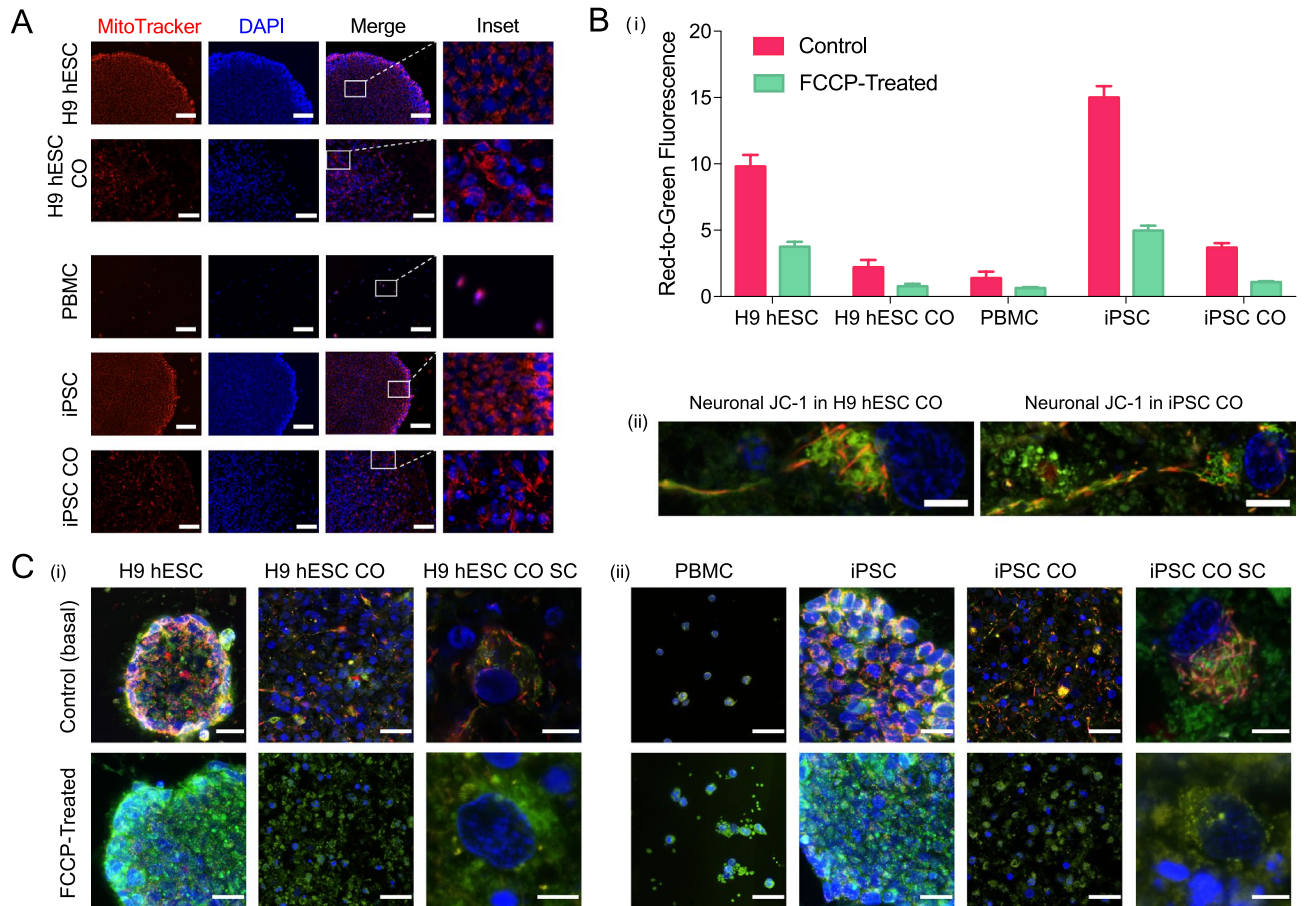 A
MitoTracker DAPI Merge Inset
H9 hESC
H9 hESC
CO
PBMC
iPSC
iPSC CO
B (i)
Red-to-Green Fluorescence
20
15
10
5
0
Control
FCCP-Treated
H9 hESC H9 hESC CO PBMC iPSC iPSC CO
(ii)
Neuronal JC-1 in H9 hESC CO Neuronal JC-1 in iPSC CO
C (i) H9 hESC H9 hESC CO H9 hESC CO SC (ii) PBMC iPSC iPSC CO iPSC CO SC
Control (basal)
FCCP-Treated